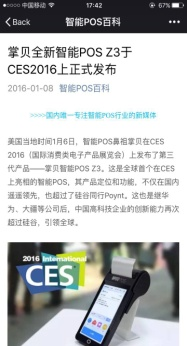 中国移动 下午7:42
智能POS百科
掌贝全新智能POS Z3于
CES2016上正式发布
2016-01-08 智能POS百科
>>>>国内唯一专注智能POS行业的新媒体
美国当地时间1月6日，智能POS鼻祖掌贝在CES
2016（国际消费类电子产品展览会）上发布了第三
代产品——掌贝智能POS Z3。这是全球首个在CES
上亮相的智能POS，其产品定位和功能，不仅在国内
遥遥领先，也超过了硅谷同行Poynt。这也是继华
为、大疆等公司后，中国高科技企业的创新能力再次
超过硅谷，引领全球。
2016 International
CES